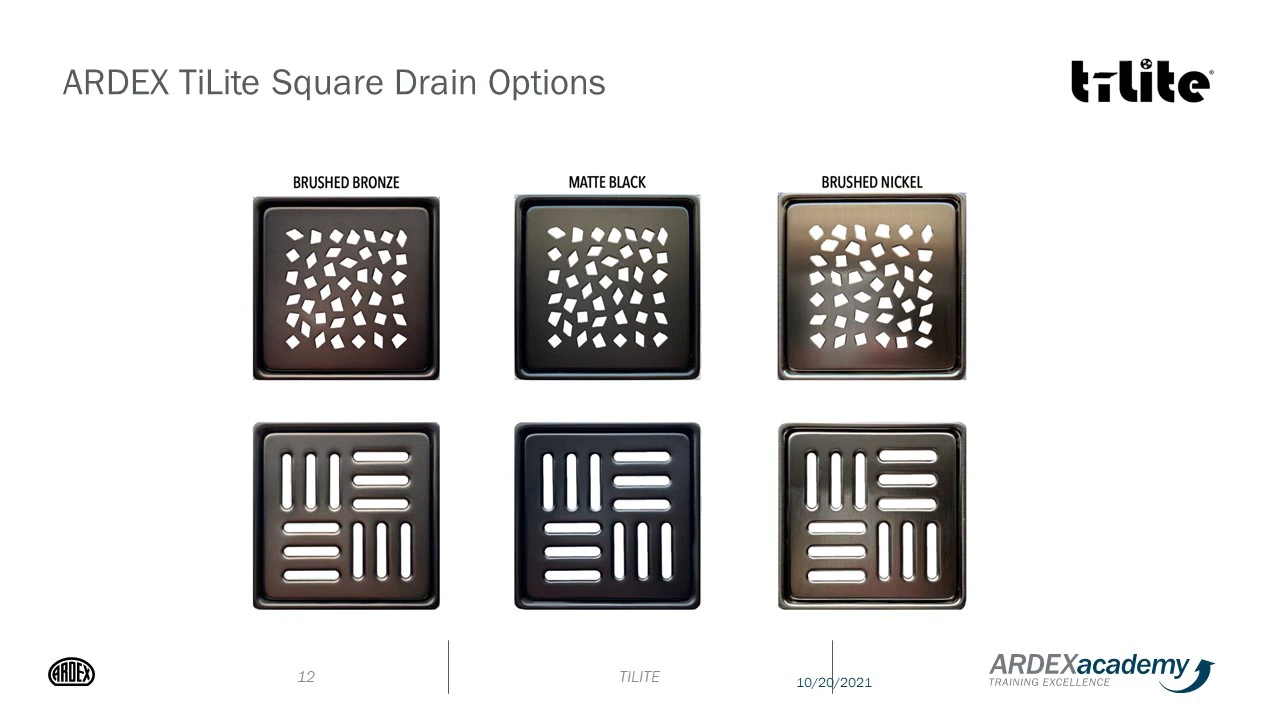 ARDEX TiLite Square Drain Options
tilite®
BRUSHED BRONZE
MATTE BLACK
BRUSHED NICKEL
ARDEX
12
TILITE
10/20/2021
ARDEXacademy
TRAINING EXCELLENCE